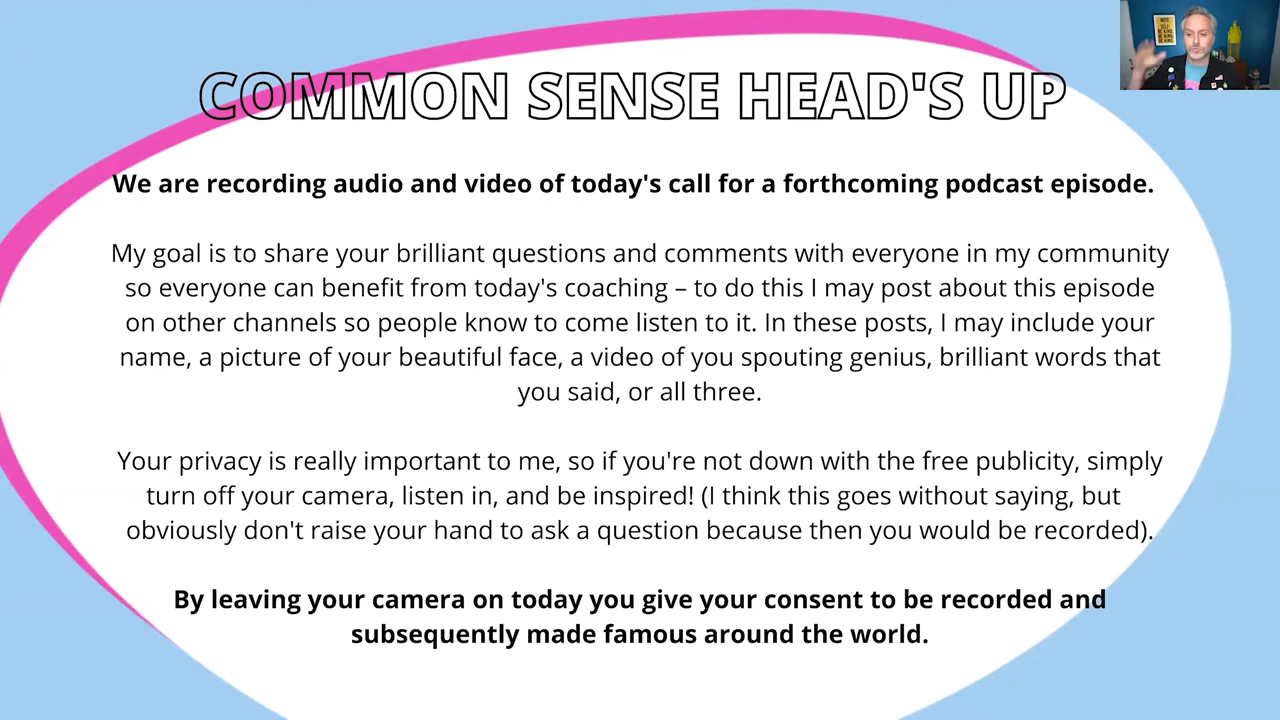 COMMON SENSE HEAD'S UP
We are recording audio and video of today's call for a forthcoming podcast episode.
My goal is to share your brilliant questions and comments with everyone in my community
so everyone can benefit from today's coaching – to do this I may post about this episode
on other channels so people know to come listen to it. In these posts, I may include your
name, a picture of your beautiful face, a video of you spouting genius, brilliant words that
you said, or all three.
Your privacy is really important to me, so if you're not down with the free publicity, simply
turn off your camera, listen in, and be inspired! (I think this goes without saying, but
obviously don't raise your hand to ask a question because then you would be recorded).
By leaving your camera on today you give your consent to be recorded and
subsequently made famous around the world.